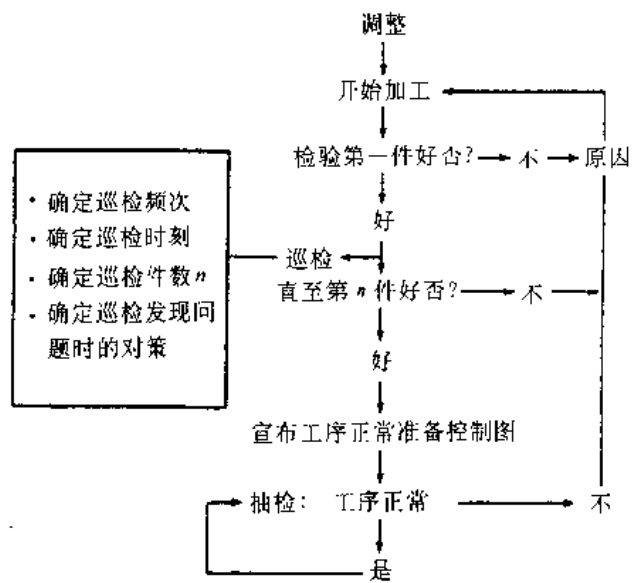 调整
开始加工
检验第一件好否? 不 原因
好
巡检
直至第n件好否? 不
好
宣布工序正常准备控制图
抽检: 工序正常 不
是
· 确定巡检频次
· 确定巡检时刻
· 确定巡检件数n
· 确定巡检发现问
题时的对策